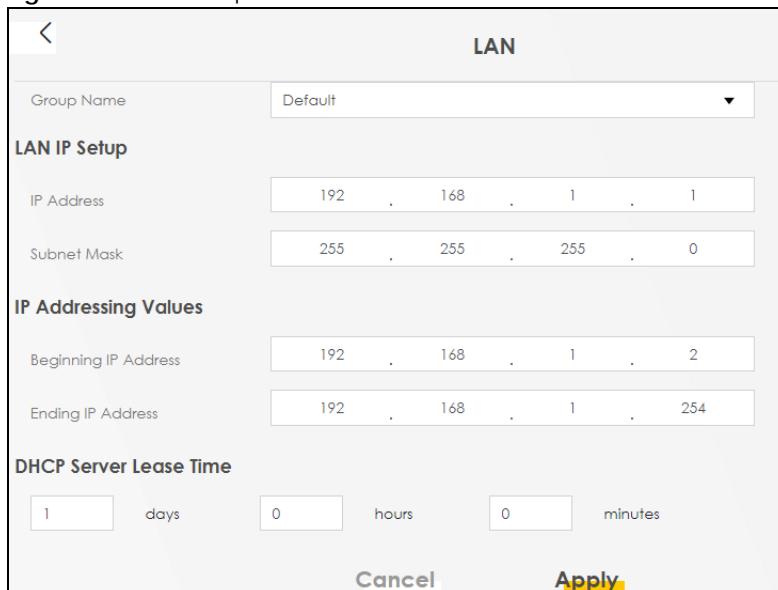 LAN
Group Name Default
LAN IP Setup
IP Address 192 . 168 . 1 . 1
Subnet Mask 255 . 255 . 255 . 0
IP Addressing Values
Beginning IP Address 192 . 168 . 1 . 2
Ending IP Address 192 . 168 . 1 . 254
DHCP Server Lease Time
1 days 0 hours 0 minutes
Cancel Apply